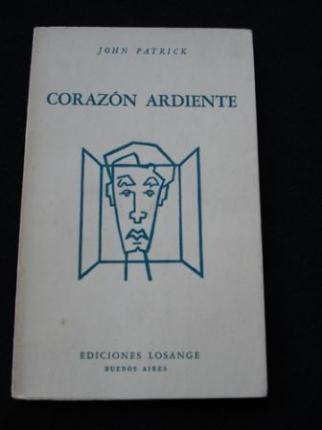 JOHN PATRICK
CORAZÓN ARDIENTE
EDICIONES LOSANGE
BUENOS AIRES